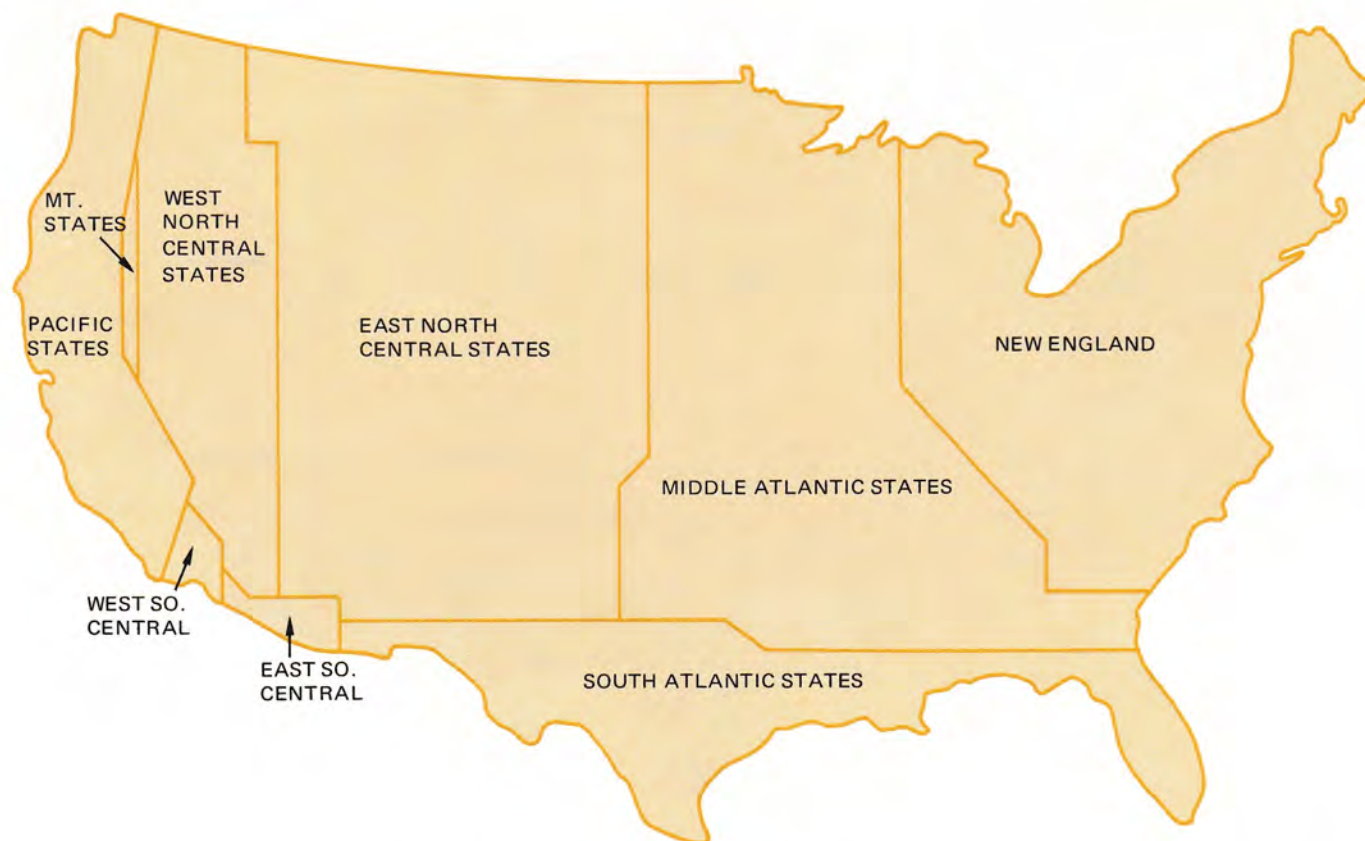 MT.
STATES
WEST
NORTH
CENTRAL
STATES
PACIFIC
STATES
EAST NORTH
CENTRAL STATES
NEW ENGLAND
MIDDLE ATLANTIC STATES
WEST SO.
CENTRAL
EAST SO.
CENTRAL
SOUTH ATLANTIC STATES